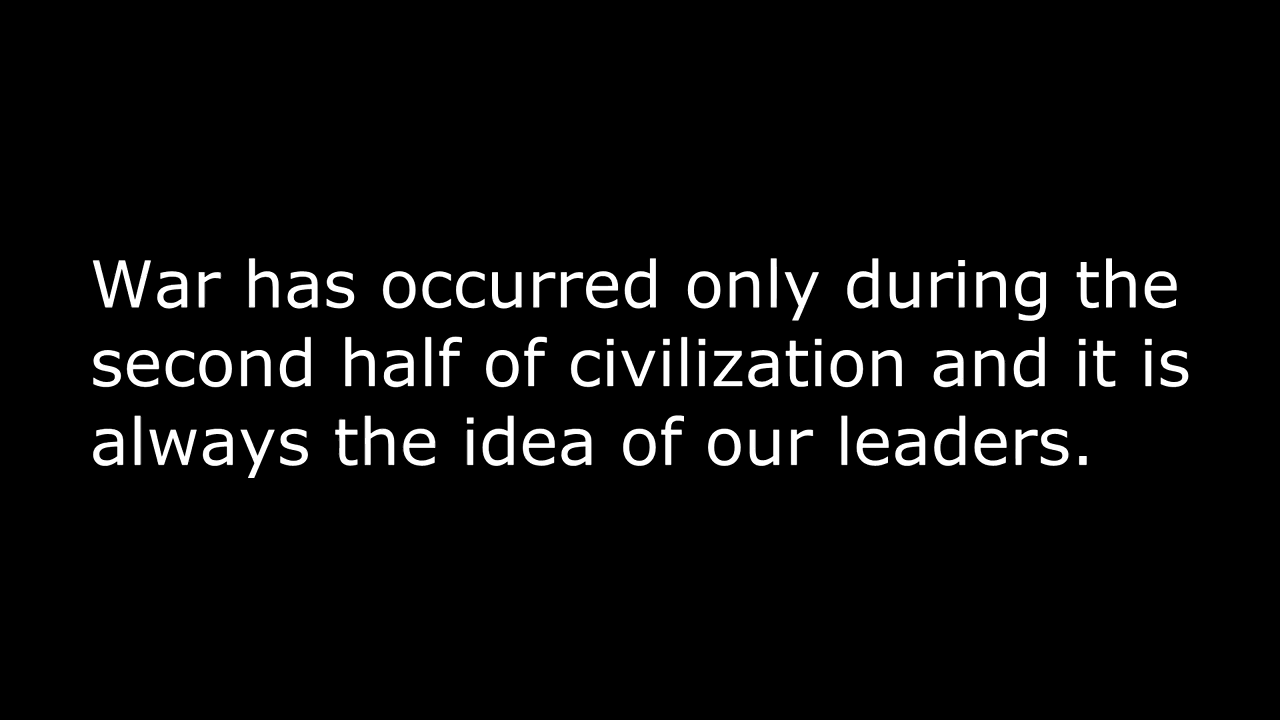 War has occurred only during the
second half of civilization and it is
always the idea of our leaders.